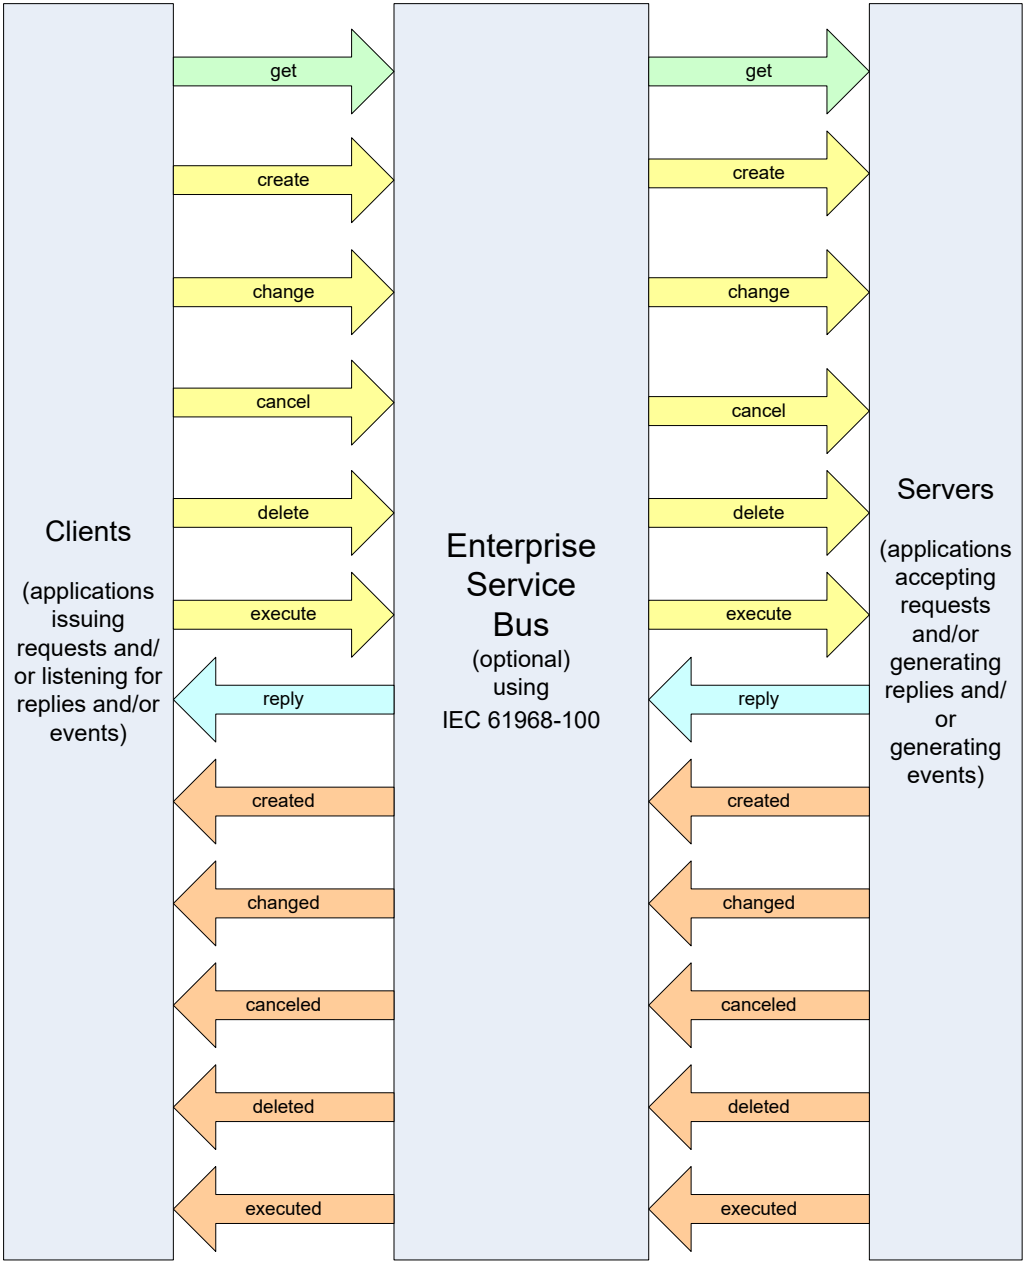 get
get
create
create
change
change
cancel
cancel
delete
delete
execute
execute
Clients
(applications
issuing
requests and/
or listening for
replies and/or
events)
Enterprise
Service
Bus
(optional)
using
IEC 61968-100
Servers
(applications
accepting
requests
and/or
generating
replies and/
or
generating
events)
reply
reply
created
created
changed
changed
canceled
canceled
deleted
deleted
executed
executed